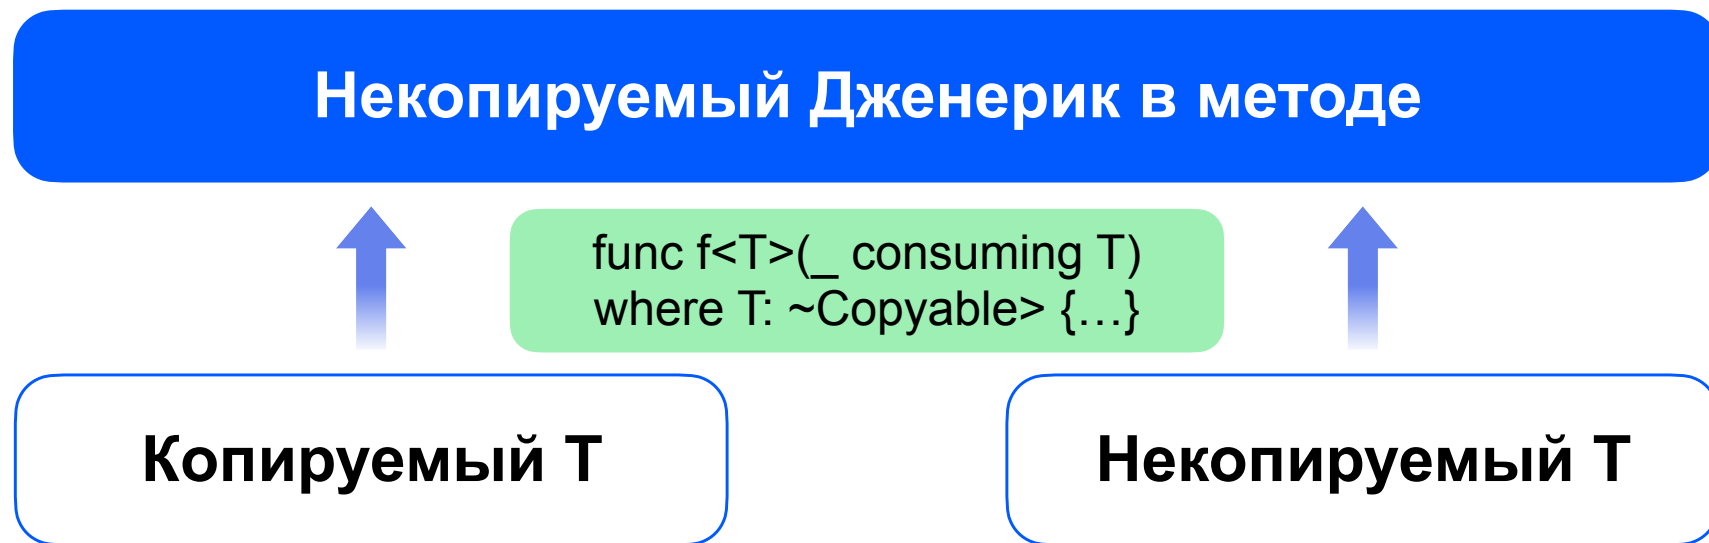 Некопируемый Дженерик в методе
func f<T>(_ consuming T)
where T: ~Copyable> {…}
Копируемый T
Некопируемый T